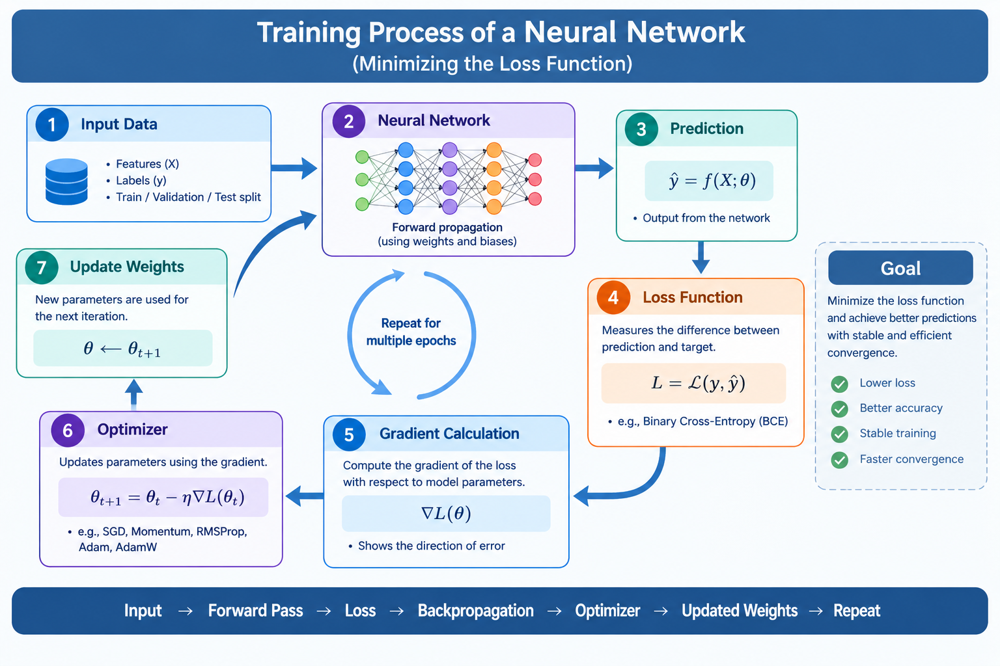 Training Process of a Neural Network
(Minimizing the Loss Function)
1 Input Data
• Features (X)
• Labels (y)
• Train / Validation / Test split
2 Neural Network
Forward propagation
(using weights and biases)
3 Prediction
ŷ = f(X; θ)
• Output from the network
4 Loss Function
Measures the difference between
prediction and target.
L = ℒ(y, ŷ)
• e.g., Binary Cross-Entropy (BCE)
5 Gradient Calculation
Compute the gradient of the loss
with respect to model parameters.
∇L(θ)
• Shows the direction of error
6 Optimizer
Updates parameters using the gradient.
θ_{t+1} = θ_t − η∇L(θ_t)
• e.g., SGD, Momentum, RMSProp,
Adam, AdamW
7 Update Weights
New parameters are used for
the next iteration.
θ ← θ_{t+1}
Repeat for
multiple epochs
Goal
Minimize the loss function
and achieve better predictions
with stable and efficient
convergence.
Lower loss
Better accuracy
Stable training
Faster convergence
Input → Forward Pass → Loss → Backpropagation → Optimizer → Updated Weights → Repeat